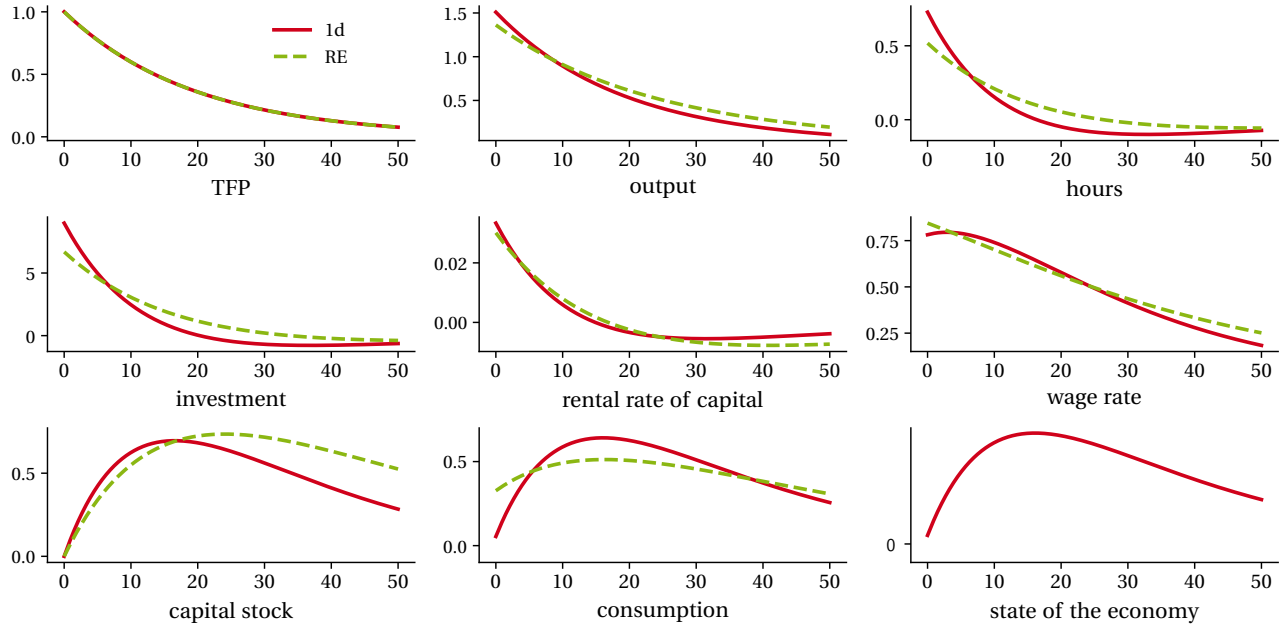 1.0
0.5
0.0
1d
RE
0 10 20 30 40 50
TFP
1.5
1.0
0.5
0 10 20 30 40 50
output
0.5
0.0
0 10 20 30 40 50
hours
5
0
0 10 20 30 40 50
investment
0.02
0.00
0 10 20 30 40 50
rental rate of capital
0.75
0.50
0.25
0 10 20 30 40 50
wage rate
0.5
0.0
0 10 20 30 40 50
capital stock
0.5
0.0
0 10 20 30 40 50
consumption
0
0 10 20 30 40 50
state of the economy